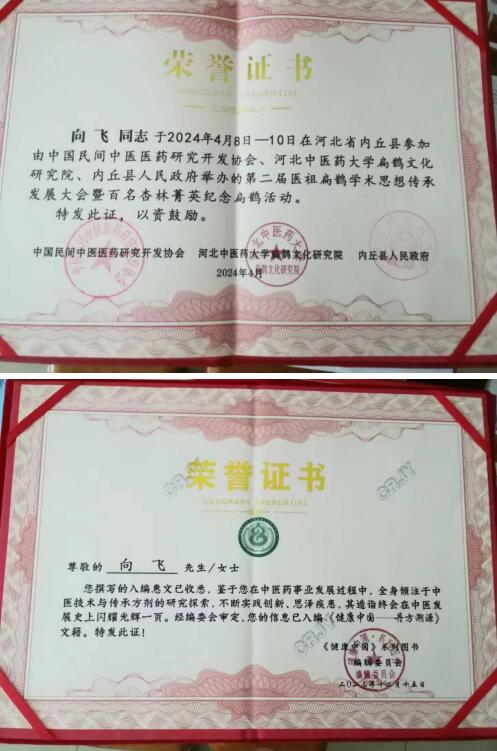 荣誉证书
HONORARY CREDENTIAL
向飞 同志 于2024年4月8日—10日在河北省内丘县参加
由中国民间中医医药研究开发协会、河北中医药大学扁鹊文化
研究院、内丘县人民政府举办的第二届医祖扁鹊学术思想传承
发展大会暨百名杏林菁英纪念扁鹊活动。
特发此证，以资鼓励。
中国民间中医医药研究开发协会 河北中医药大学扁鹊文化研究院 内丘县人民政府
2024年4月
荣誉证书
HONORARY CREDENTIAL
CRJY
CRJY
尊敬的 向 飞 先生/女士
您撰写的入编惠文已收悉，鉴于您在中医药事业发展过程中，全身倾注于中
医技术与传承方剂的研究探索，不断实践创新、恩泽疾患，其造诣终会在中医发
展史上闪耀光辉一页。经编委会审定，您的信息已入编《健康中国——丹方溯源》
文籍。特发此证！
CRJY
《健康中国》系列图书
编辑委员会
编辑委员会